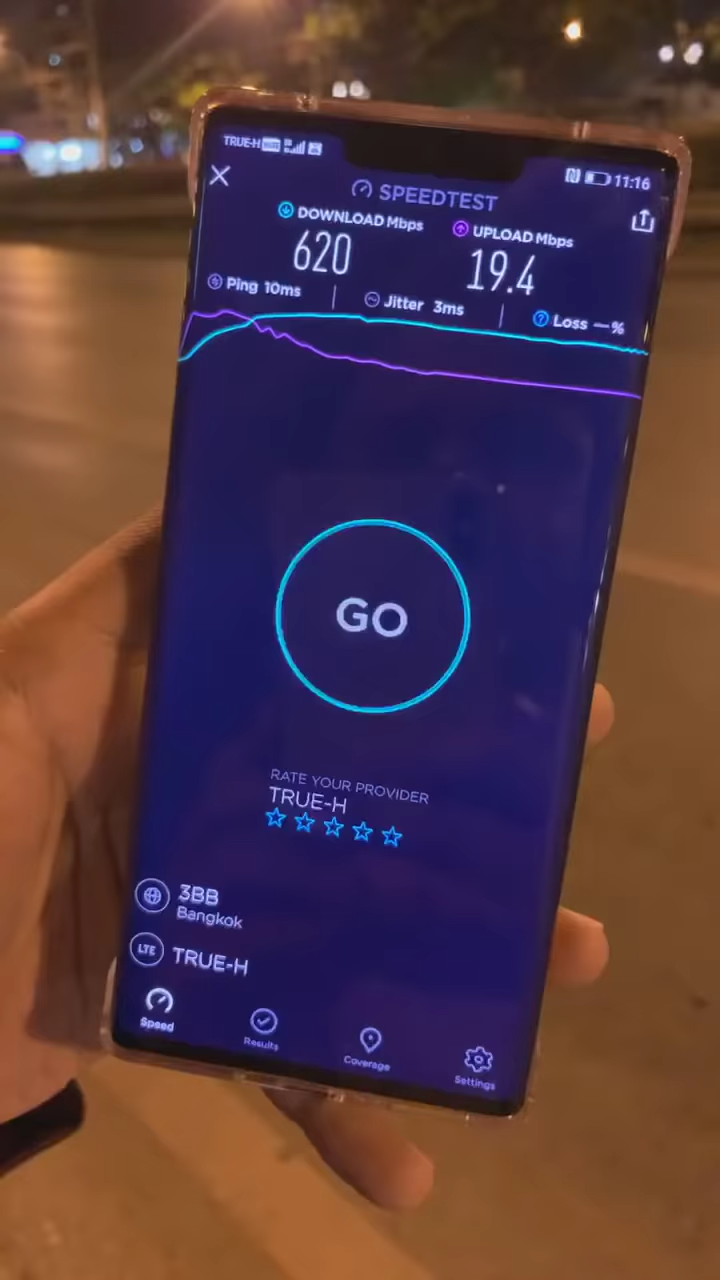 TRUE-H 11:16
SPEEDTEST
DOWNLOAD Mbps UPLOAD Mbps
620 19.4
Ping 10ms Jitter 3ms Loss — %
GO
RATE YOUR PROVIDER
TRUE-H
3BB
Bangkok
LTE TRUE-H
Speed Results Coverage Settings